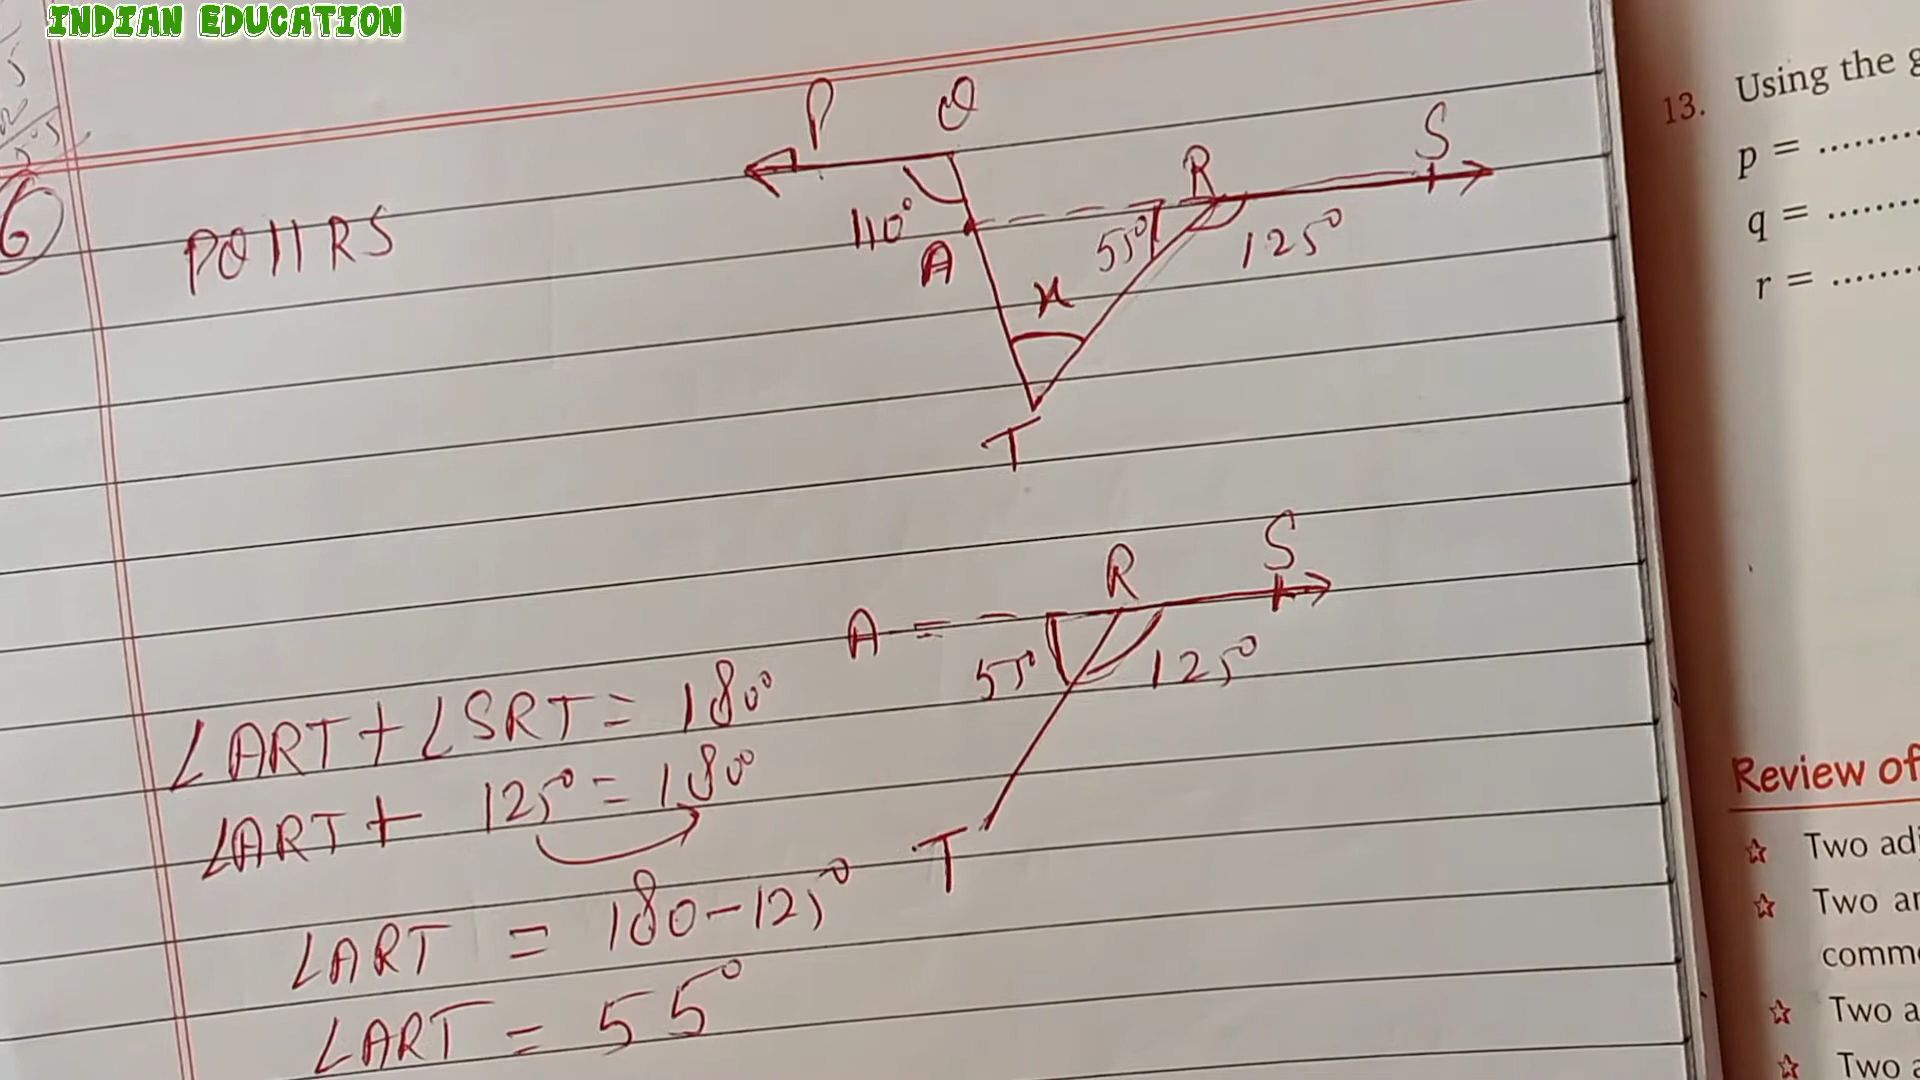 INDIAN EDUCATION
6
PQ || RS
P Q
R S
110°
A
55°
125°
x
T
R S
A
55° 125°
T
∠ART + ∠SRT = 180°
∠ART + 125° = 180°
∠ART = 180 - 125°
∠ART = 55°
13. Using the g
p = ........
q = ........
r = ........
Review of
☆ Two adj
☆ Two an
comm
☆ Two a
☆ Two a